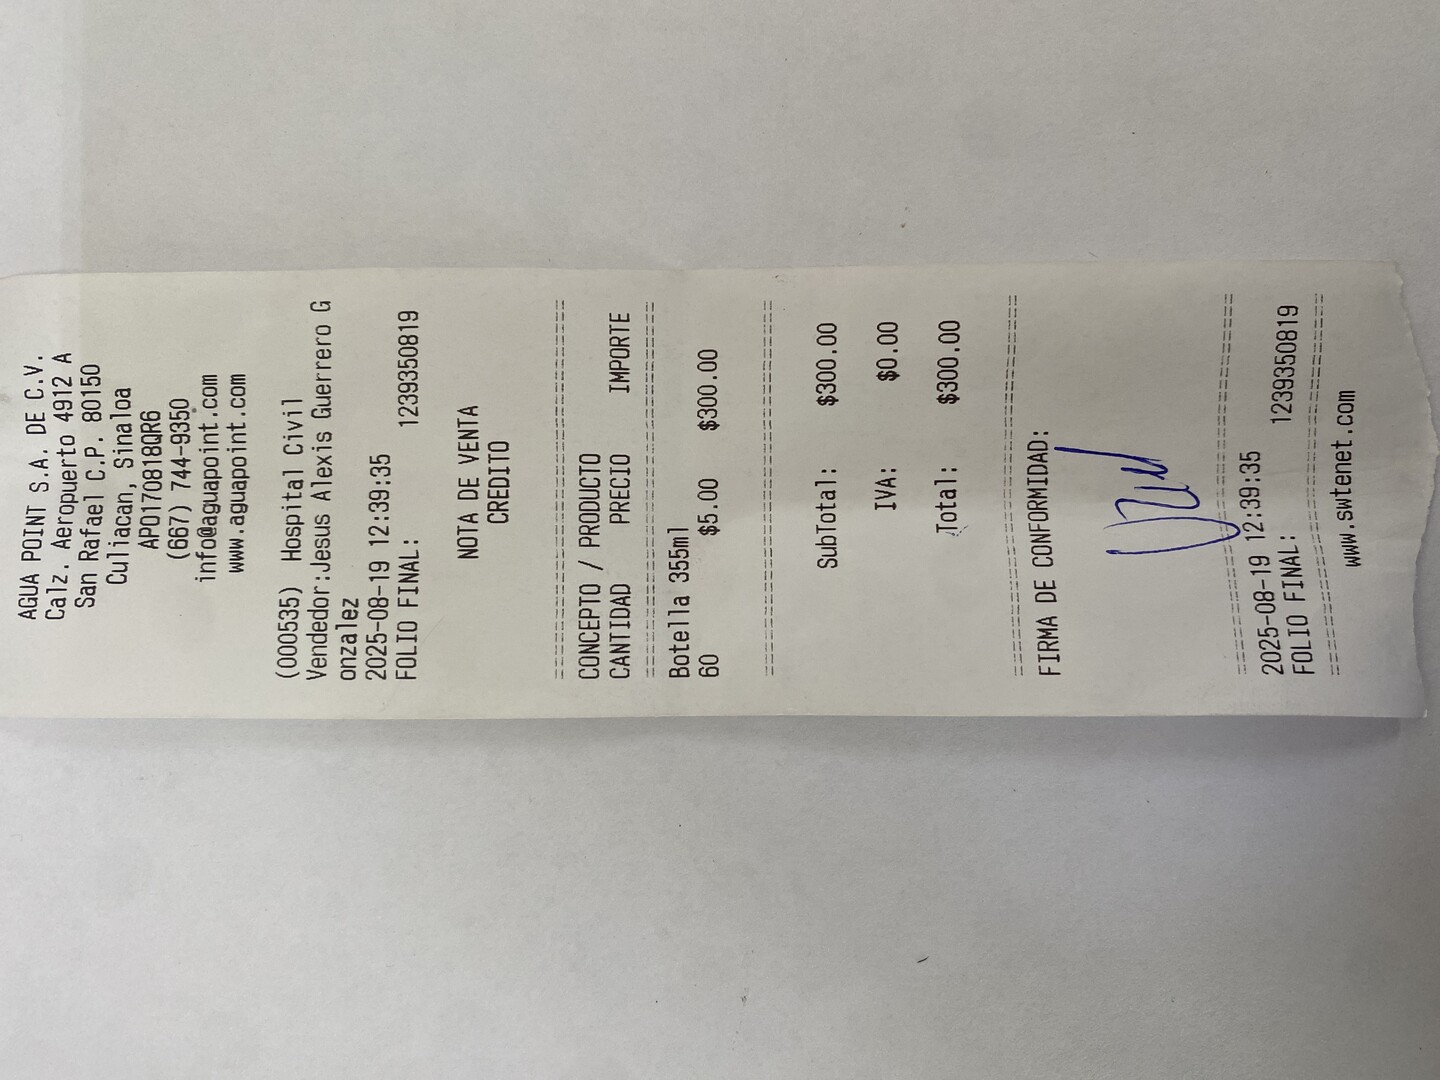 AGUA POINT S.A. DE C.V.
Calz. Aeropuerto 4912 A
San Rafael C.P. 80150
Culiacan, Sinaloa
APO170818QR6
(667) 744-9350
info@aguapoint.com
www.aguapoint.com
(000535) Hospital Civil
Vendedor:Jesus Alexis Guerrero G
onzalez
2025-08-19 12:39:35
FOLIO FINAL: 1239350819
NOTA DE VENTA
CREDITO
CONCEPTO / PRODUCTO
CANTIDAD PRECIO IMPORTE
Botella 355ml
60 $5.00 $300.00
SubTotal: $300.00
IVA: $0.00
Total: $300.00
FIRMA DE CONFORMIDAD:
2025-08-19 12:39:35
FOLIO FINAL: 1239350819
www.swtenet.com